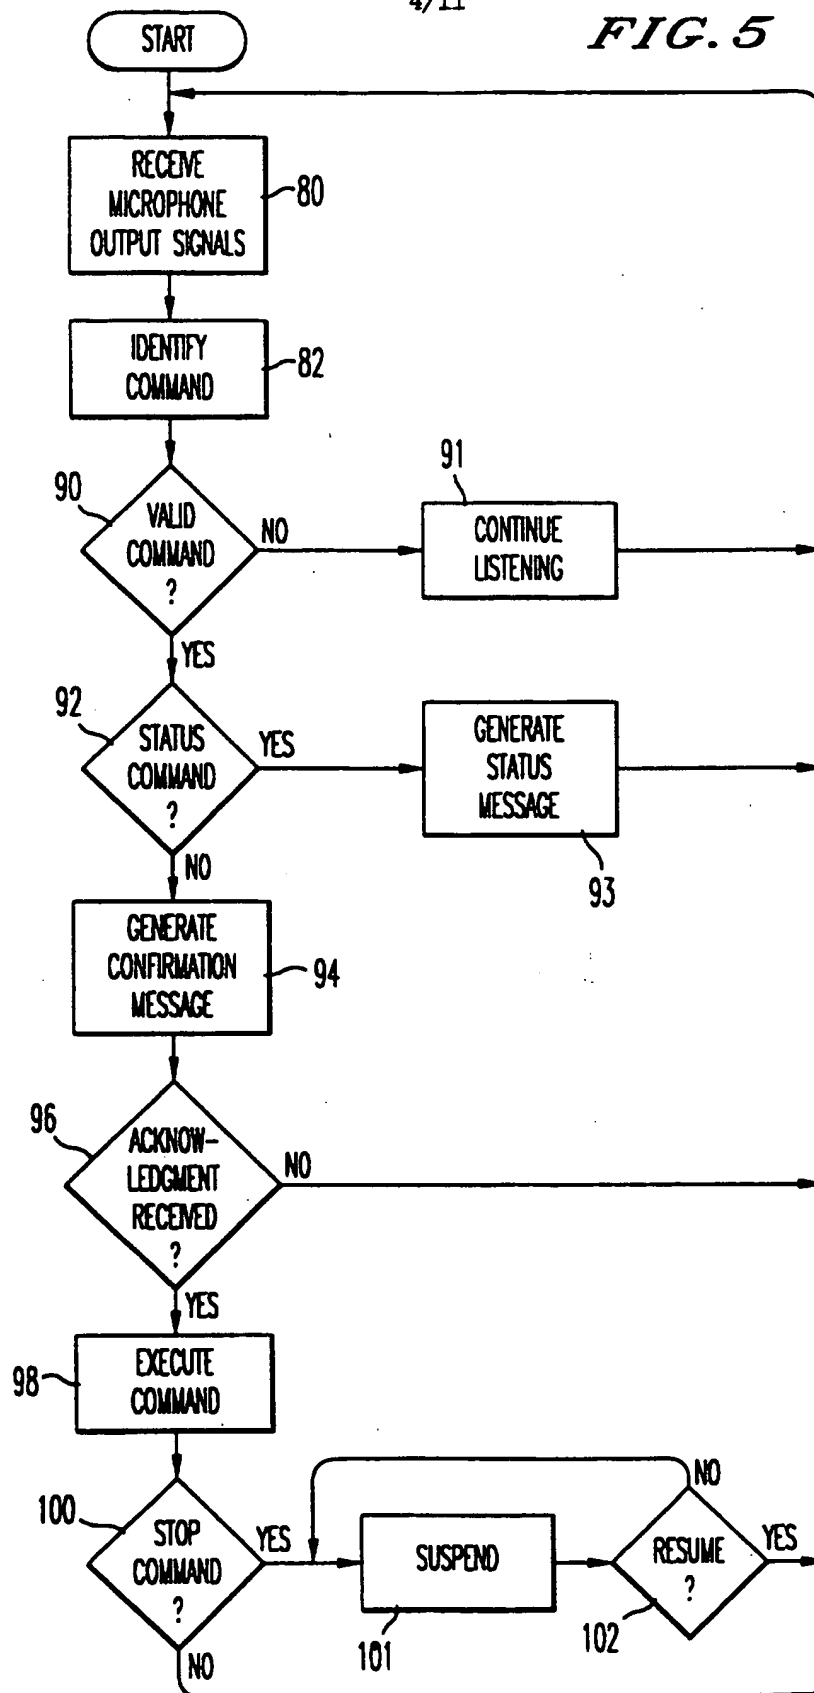 4/11
FIG. 5
START
RECEIVE
MICROPHONE
OUTPUT SIGNALS
80
IDENTIFY
COMMAND
82
90
VALID
COMMAND
?
NO
91
CONTINUE
LISTENING
YES
92
STATUS
COMMAND
?
YES
GENERATE
STATUS
MESSAGE
93
NO
GENERATE
CONFIRMATION
MESSAGE
94
96
ACKNOW-
LEDGMENT
RECEIVED
?
NO
YES
98
EXECUTE
COMMAND
100
STOP
COMMAND
?
YES
SUSPEND
101
NO
RESUME
?
YES
102
NO